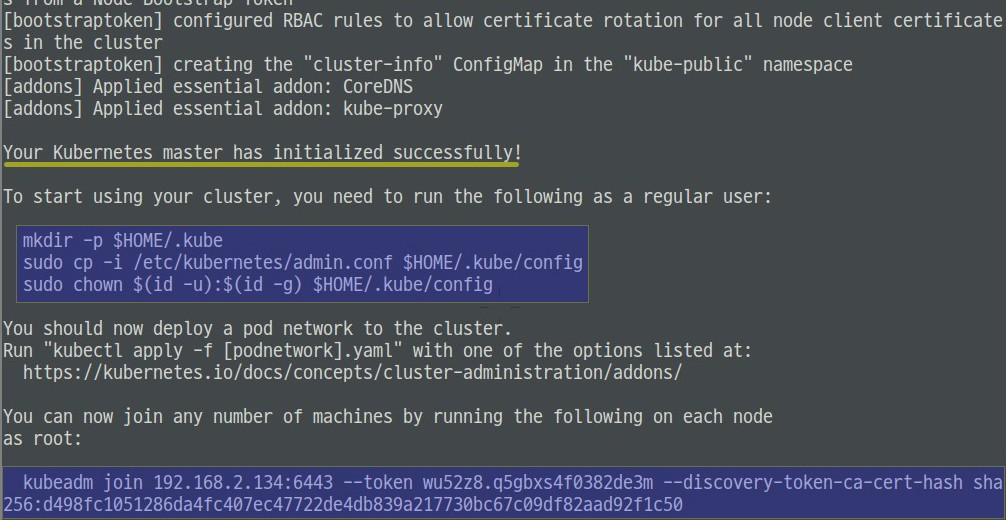 s from a Node Bootstrap Token
[bootstraptoken] configured RBAC rules to allow certificate rotation for all node client certificate
s in the cluster
[bootstraptoken] creating the "cluster-info" ConfigMap in the "kube-public" namespace
[addons] Applied essential addon: CoreDNS
[addons] Applied essential addon: kube-proxy
Your Kubernetes master has initialized successfully!
To start using your cluster, you need to run the following as a regular user:
mkdir -p $HOME/.kube
sudo cp -i /etc/kubernetes/admin.conf $HOME/.kube/config
sudo chown $(id -u):$(id -g) $HOME/.kube/config
You should now deploy a pod network to the cluster.
Run "kubectl apply -f [podnetwork].yaml" with one of the options listed at:
https://kubernetes.io/docs/concepts/cluster-administration/addons/
You can now join any number of machines by running the following on each node
as root:
kubeadm join 192.168.2.134:6443 --token wu52z8.q5gbxs4f0382de3m --discovery-token-ca-cert-hash sha
256:d498fc1051286da4fc407ec47722de4db839a217730bc67c09df82aad92f1c50